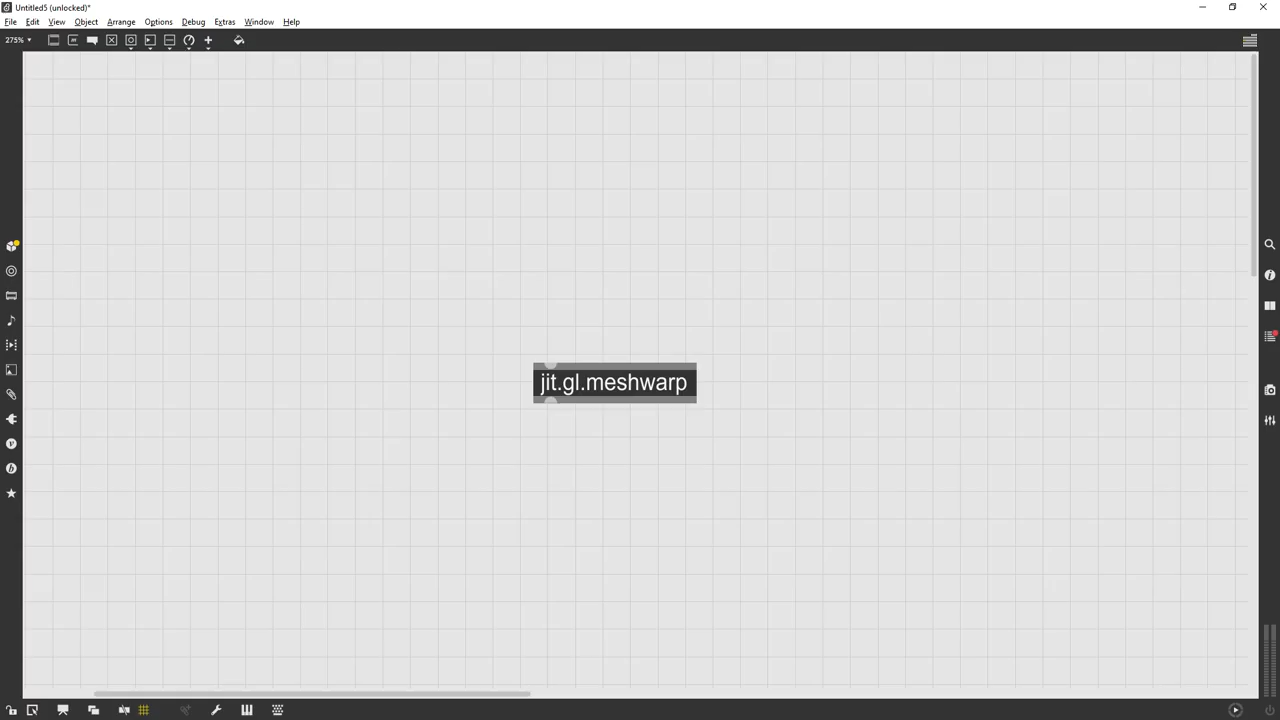 Untitled5 (unlocked)*
File Edit View Object Arrange Options Debug Extras Window Help
275%
jit.gl.meshwarp